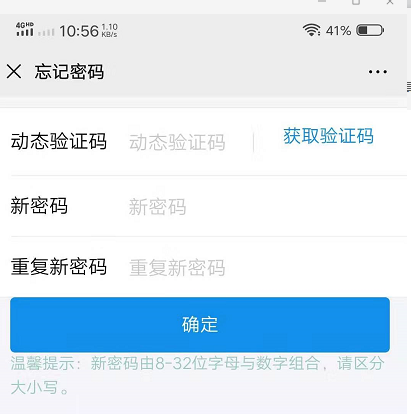 4G HD 10:56 1.10 KB/s 41%
忘记密码
动态验证码 动态验证码 获取验证码
新密码 新密码
重复新密码 重复新密码
确定
温馨提示：新密码由8-32位字母与数字组合，请区分
大小写。